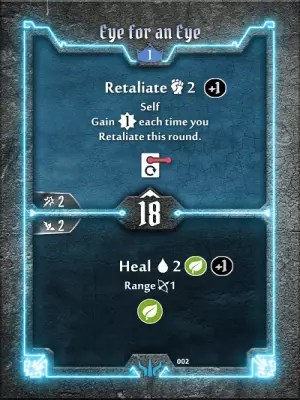 Eye for an Eye
1
Retaliate 2 +1
Self
Gain 1 each time you
Retaliate this round.
2
18
2
Heal 2 +1
Range 1
002